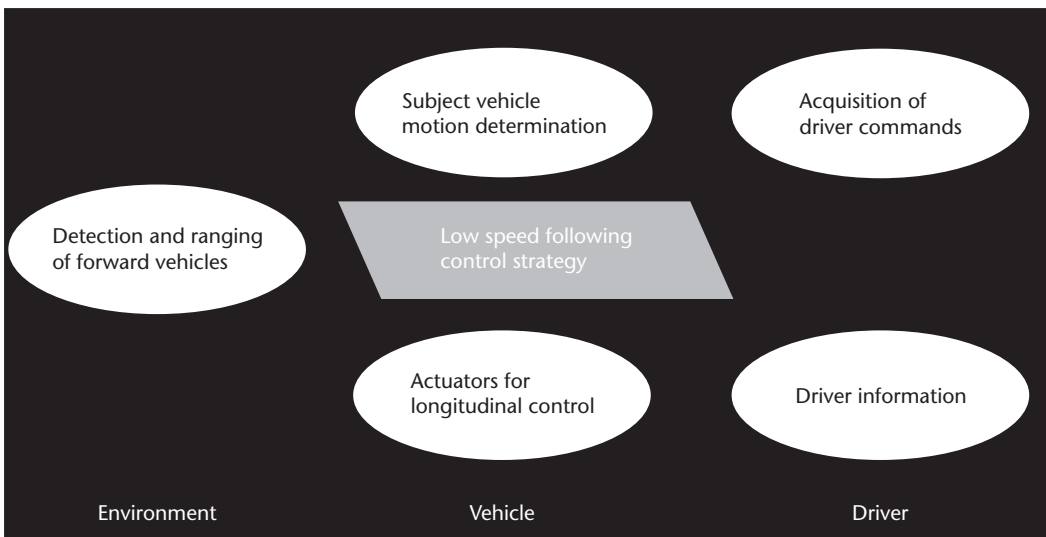 Subject vehicle
motion determination
Acquisition of
driver commands
Detection and ranging
of forward vehicles
Low speed following
control strategy
Actuators for
longitudinal control
Driver information
Environment
Vehicle
Driver